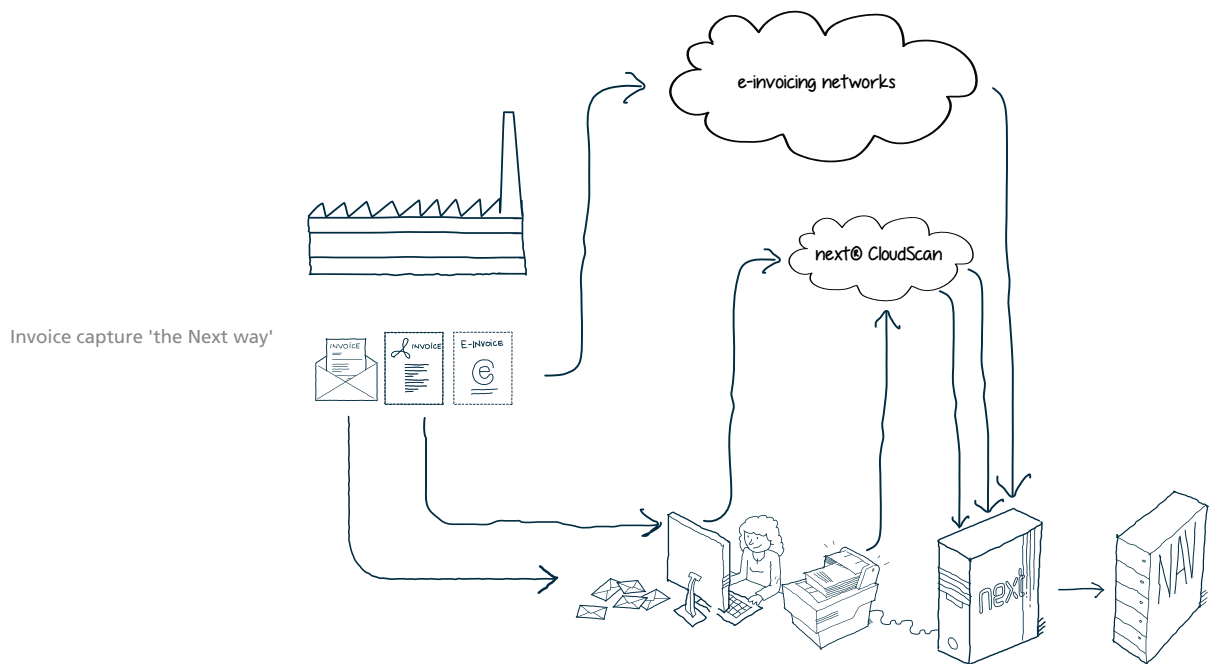 e-invoicing networks
next® CloudScan
Invoice capture 'the Next way'
INVOICE
INVOICE
E-INVOICE
e
next
NAV